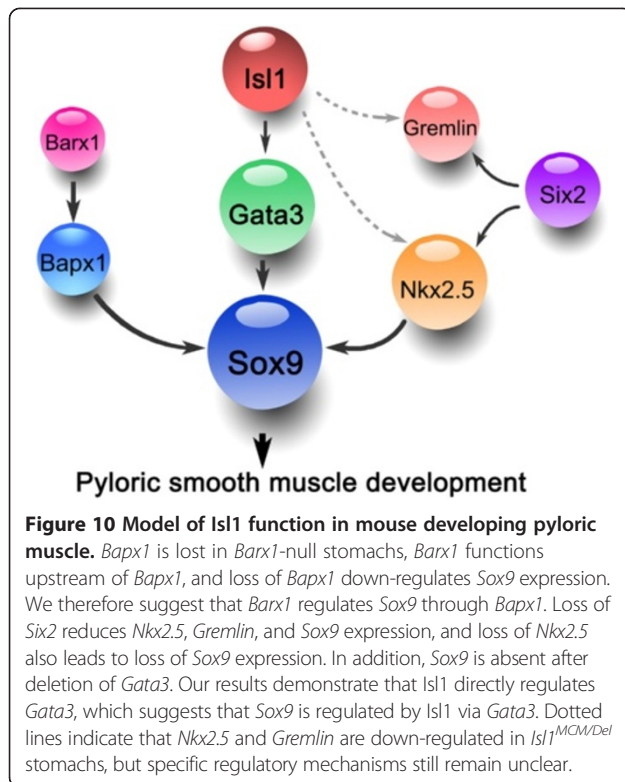 Isl1
Gremlin
Barx1
Six2
Gata3
Bapx1
Nkx2.5
Sox9
Pyloric smooth muscle development
Figure 10 Model of Isl1 function in mouse developing pyloric
muscle. Bapx1 is lost in Barx1-null stomachs, Barx1 functions
upstream of Bapx1, and loss of Bapx1 down-regulates Sox9 expression.
We therefore suggest that Barx1 regulates Sox9 through Bapx1. Loss of
Six2 reduces Nkx2.5, Gremlin, and Sox9 expression, and loss of Nkx2.5
also leads to loss of Sox9 expression. In addition, Sox9 is absent after
deletion of Gata3. Our results demonstrate that Isl1 directly regulates
Gata3, which suggests that Sox9 is regulated by Isl1 via Gata3. Dotted
lines indicate that Nkx2.5 and Gremlin are down-regulated in Isl1^MCM/Del
stomachs, but specific regulatory mechanisms still remain unclear.